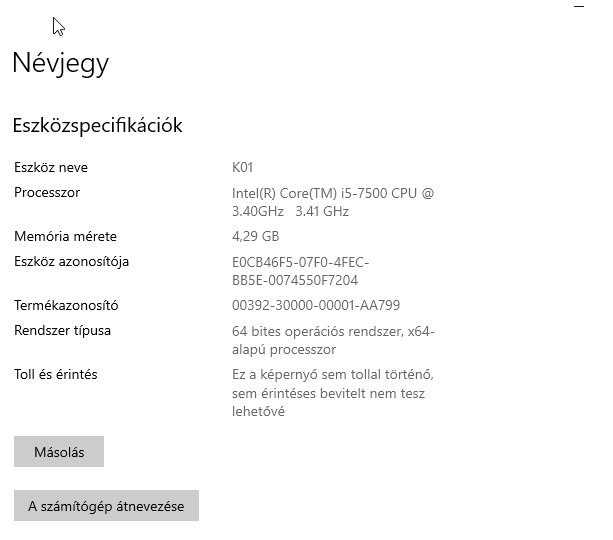 Névjegy
Eszközspecifikációk
Eszköz neve K01
Processzor Intel(R) Core(TM) i5-7500 CPU @
3.40GHz 3.41 GHz
Memória mérete 4,29 GB
Eszköz azonosítója E0CB46F5-07F0-4FEC-
BB5E-0074550F7204
Termékazonosító 00392-30000-00001-AA799
Rendszer típusa 64 bites operációs rendszer, x64-
alapú processzor
Toll és érintés Ez a képernyő sem tollal történő,
sem érintéses bevitelt nem tesz
lehetővé
Másolás
A számítógép átnevezése